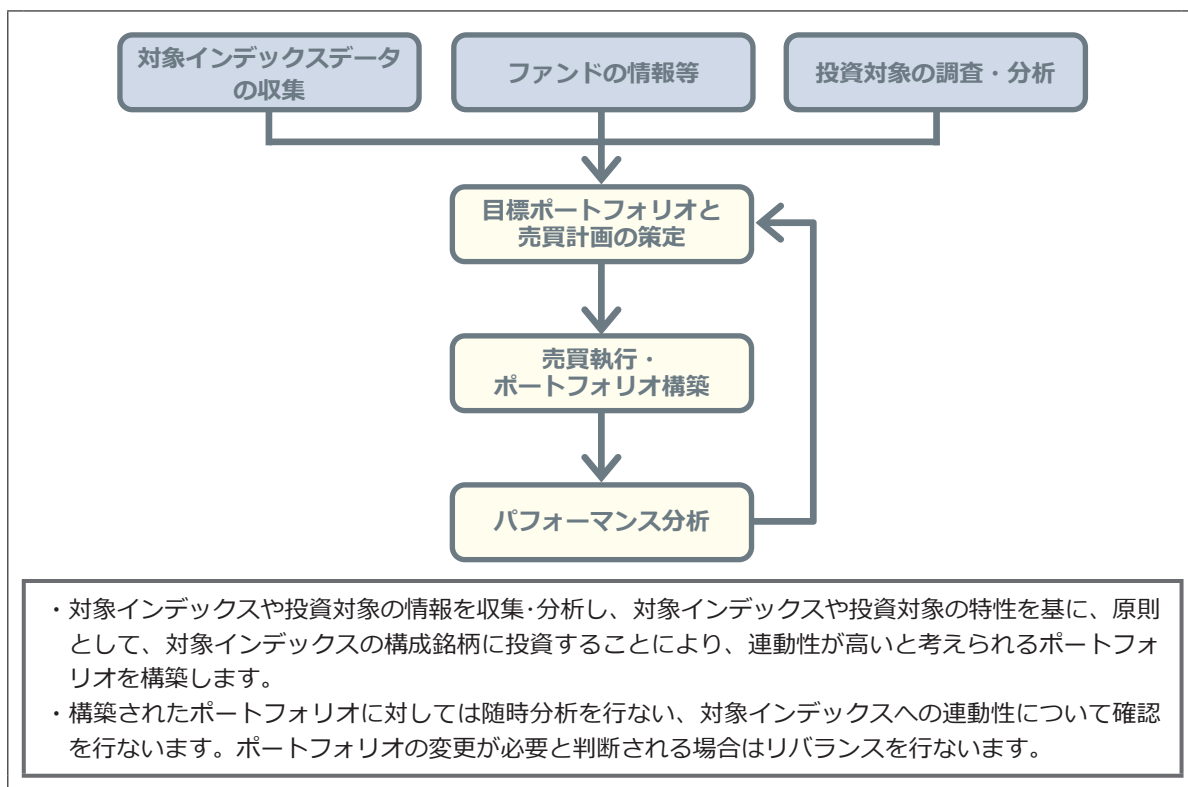 対象インデックスデータ
の収集
ファンドの情報等
投資対象の調査・分析
目標ポートフォリオと
売買計画の策定
売買執行・
ポートフォリオ構築
パフォーマンス分析
・対象インデックスや投資対象の情報を収集･分析し、対象インデックスや投資対象の特性を基に、原則
として、対象インデックスの構成銘柄に投資することにより、連動性が高いと考えられるポートフォ
リオを構築します。
・構築されたポートフォリオに対しては随時分析を行ない、対象インデックスへの連動性について確認
を行ないます。ポートフォリオの変更が必要と判断される場合はリバランスを行ないます。